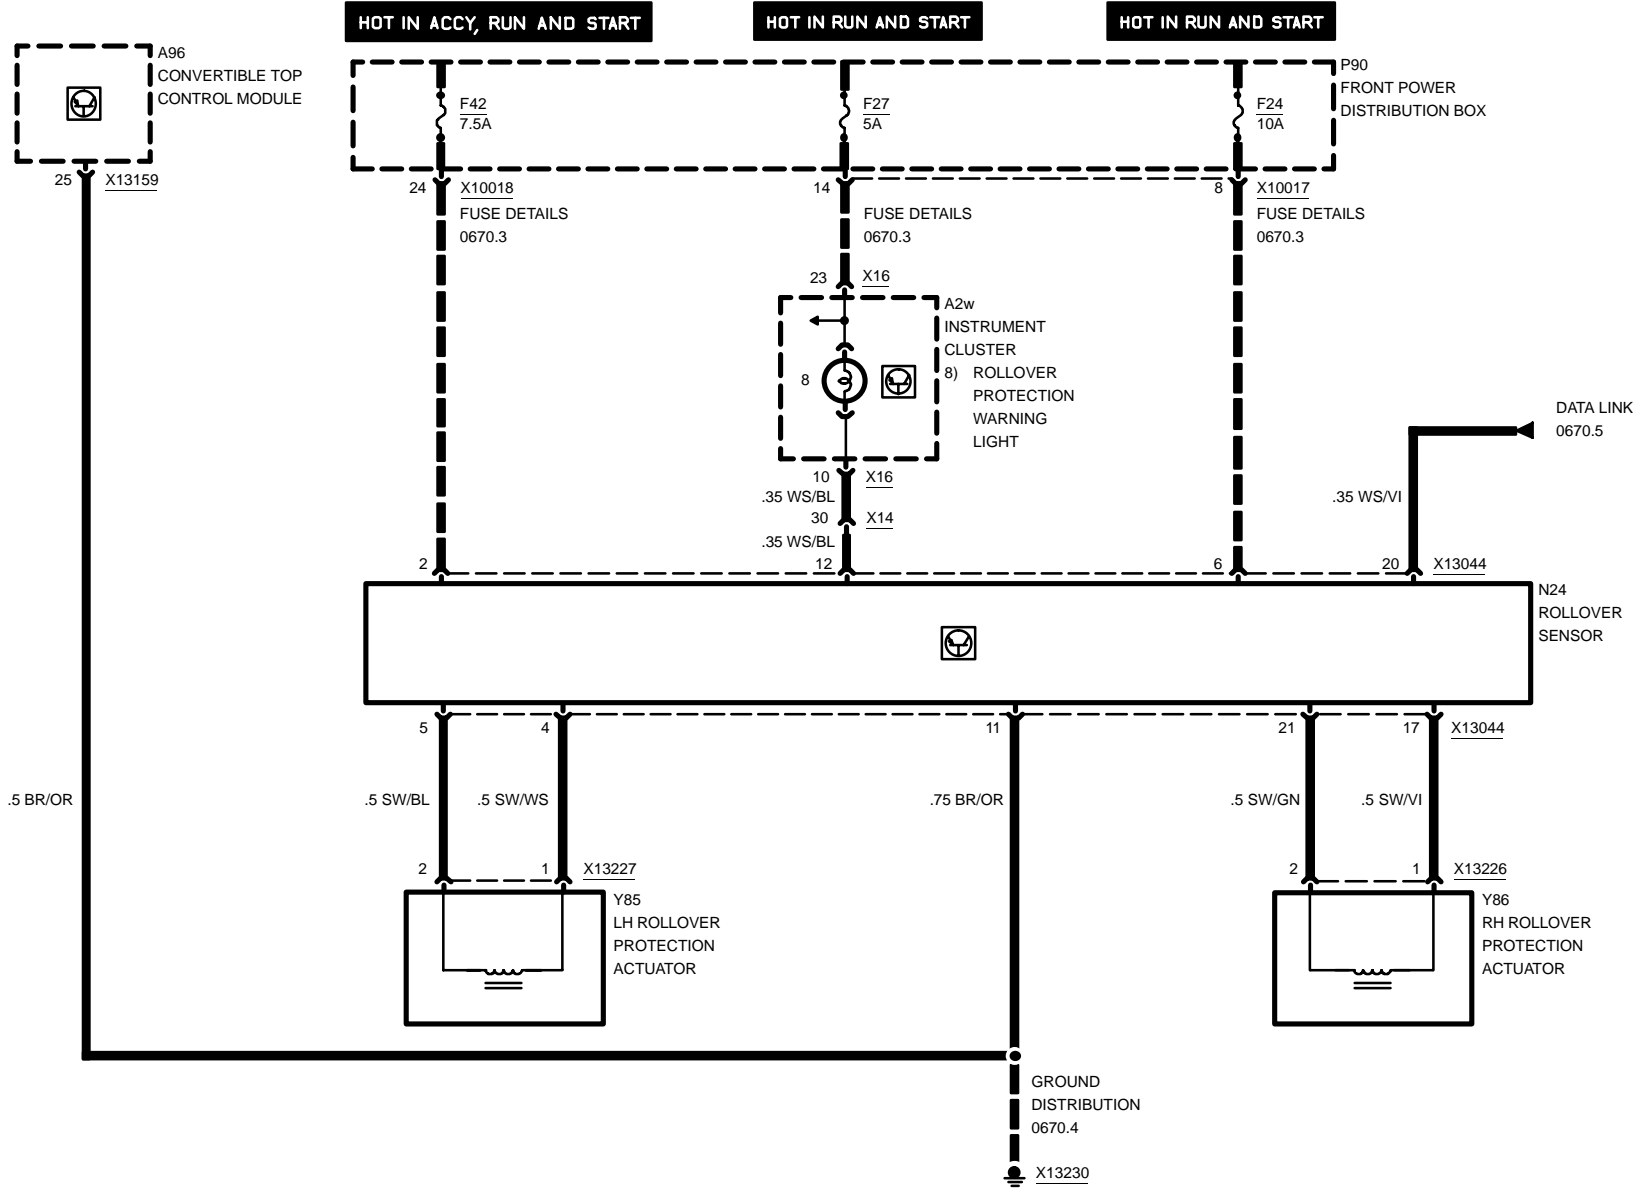 HOT IN ACCY, RUN AND START
HOT IN RUN AND START
HOT IN RUN AND START
A96
CONVERTIBLE TOP
CONTROL MODULE
P90
FRONT POWER
DISTRIBUTION BOX
F42
7.5A
F27
5A
F24
10A
25
X13159
24
X10018
14
8
X10017
FUSE DETAILS
0670.3
FUSE DETAILS
0670.3
FUSE DETAILS
0670.3
23
X16
A2w
INSTRUMENT
CLUSTER
8) ROLLOVER
PROTECTION
WARNING
LIGHT
8
DATA LINK
0670.5
10
X16
.35 WS/BL
30
X14
.35 WS/BL
.35 WS/VI
2
12
6
20
X13044
N24
ROLLOVER
SENSOR
5
4
11
21
17
X13044
.5 BR/OR
.5 SW/BL
.5 SW/WS
.75 BR/OR
.5 SW/GN
.5 SW/VI
2
1
X13227
2
1
X13226
Y85
LH ROLLOVER
PROTECTION
ACTUATOR
Y86
RH ROLLOVER
PROTECTION
ACTUATOR
GROUND
DISTRIBUTION
0670.4
X13230